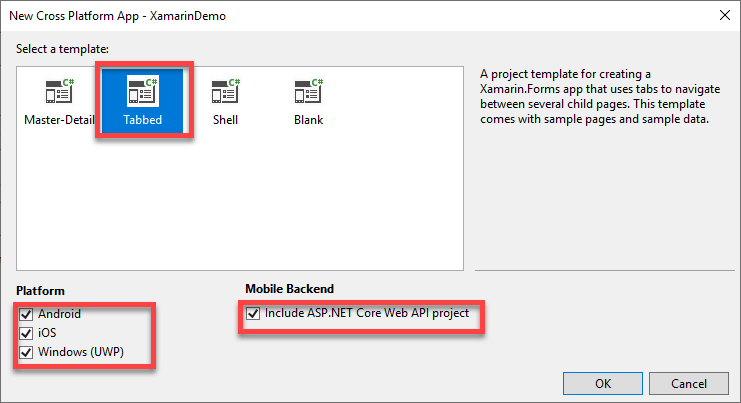 New Cross Platform App - XamarinDemo
Select a template:
C#
Master-Detail
C#
Tabbed
C#
Shell
C#
Blank
A project template for creating a
Xamarin.Forms app that uses tabs to navigate
between several child pages. This template
comes with sample pages and sample data.
Platform
Android
iOS
Windows (UWP)
Mobile Backend
Include ASP.NET Core Web API project
OK
Cancel